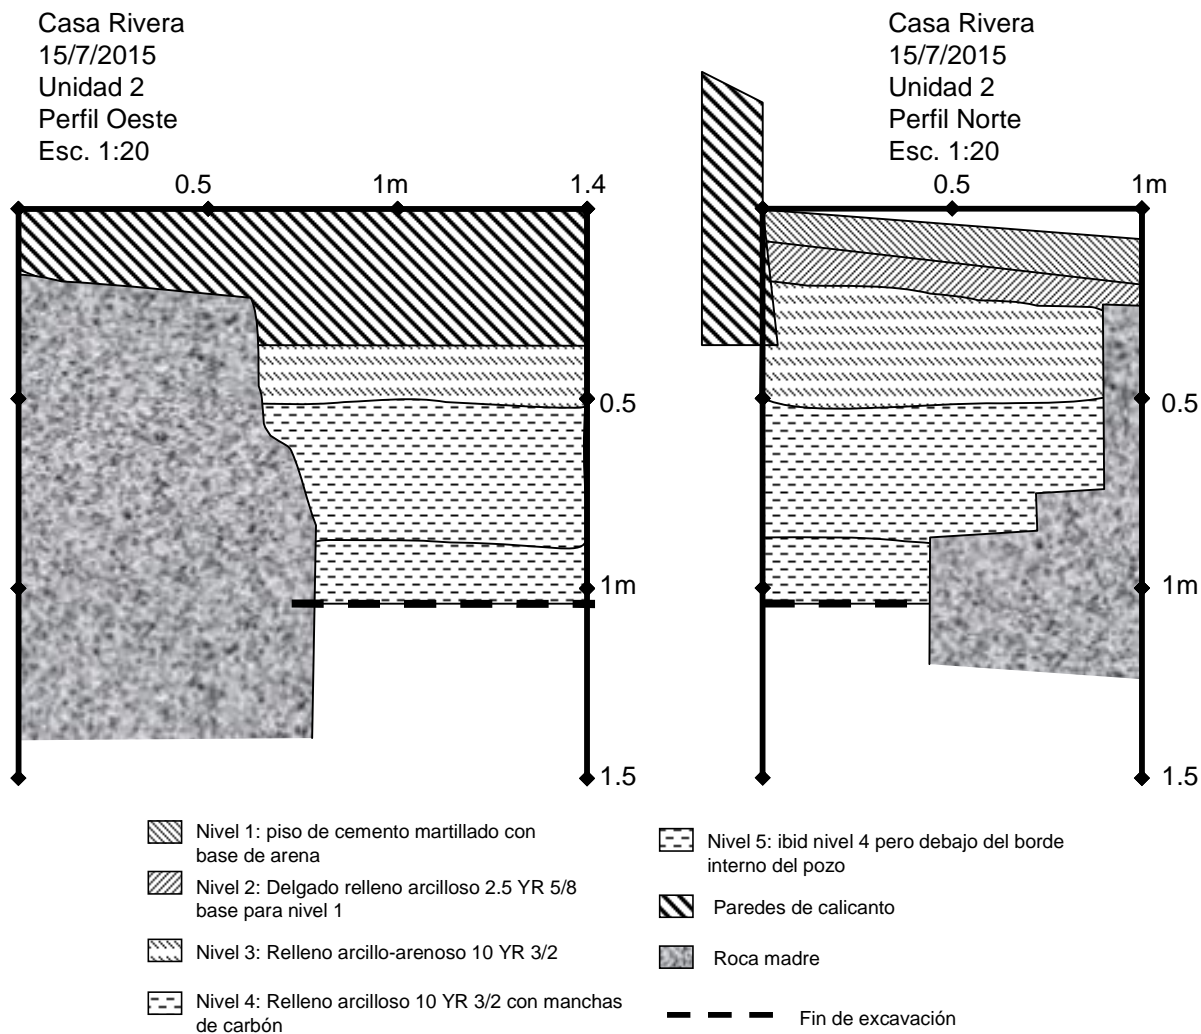 Casa Rivera
15/7/2015
Unidad 2
Perfil Oeste
Esc. 1:20
0.5
1m
1.4
0.5
1m
1.5
Casa Rivera
15/7/2015
Unidad 2
Perfil Norte
Esc. 1:20
0.5
1m
0.5
1m
1.5
Nivel 1: piso de cemento martillado con
base de arena
Nivel 2: Delgado relleno arcilloso 2.5 YR 5/8
base para nivel 1
Nivel 3: Relleno arcillo-arenoso 10 YR 3/2
Nivel 4: Relleno arcilloso 10 YR 3/2 con manchas
de carbón
Nivel 5: ibid nivel 4 pero debajo del borde
interno del pozo
Paredes de calicanto
Roca madre
Fin de excavación